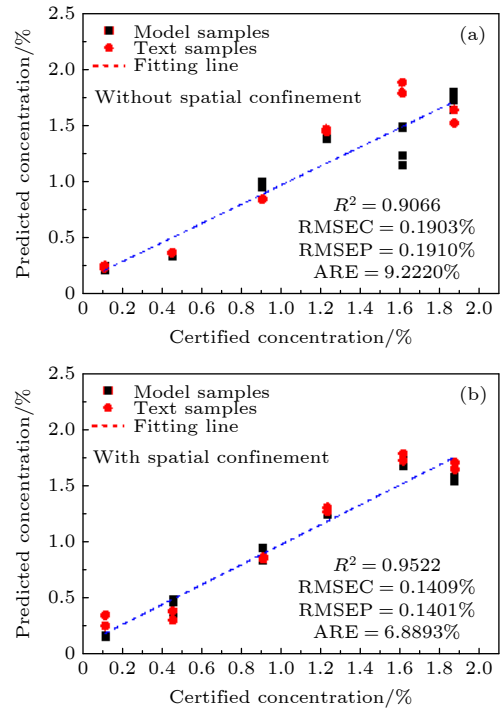 Model samples
(a)
Text samples
Fitting line
Without spatial confinement
R² = 0.9066
RMSEC = 0.1903%
RMSEP = 0.1910%
ARE = 9.2220%
Predicted concentration/%
2.5
2.0
1.5
1.0
0.5
0
0 0.2 0.4 0.6 0.8 1.0 1.2 1.4 1.6 1.8 2.0
Certified concentration/%
Model samples
(b)
Text samples
Fitting line
With spatial confinement
R² = 0.9522
RMSEC = 0.1409%
RMSEP = 0.1401%
ARE = 6.8893%
Predicted concentration/%
2.5
2.0
1.5
1.0
0.5
0
0 0.2 0.4 0.6 0.8 1.0 1.2 1.4 1.6 1.8 2.0
Certified concentration/%